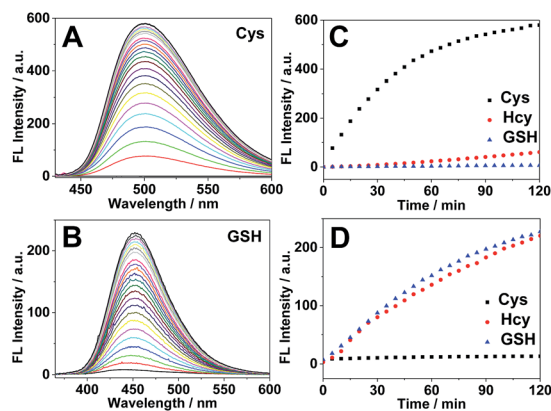 A
Cys
FL Intensity / a.u.
600
400
200
0
450
500
550
600
Wavelength / nm
C
FL Intensity / a.u.
600
400
200
0
Cys
Hcy
GSH
0
30
60
90
120
Time / min
B
GSH
FL Intensity / a.u.
200
150
100
50
0
400
450
500
550
600
Wavelength / nm
D
FL Intensity / a.u.
200
100
0
Cys
Hcy
GSH
0
30
60
90
120
Time / min